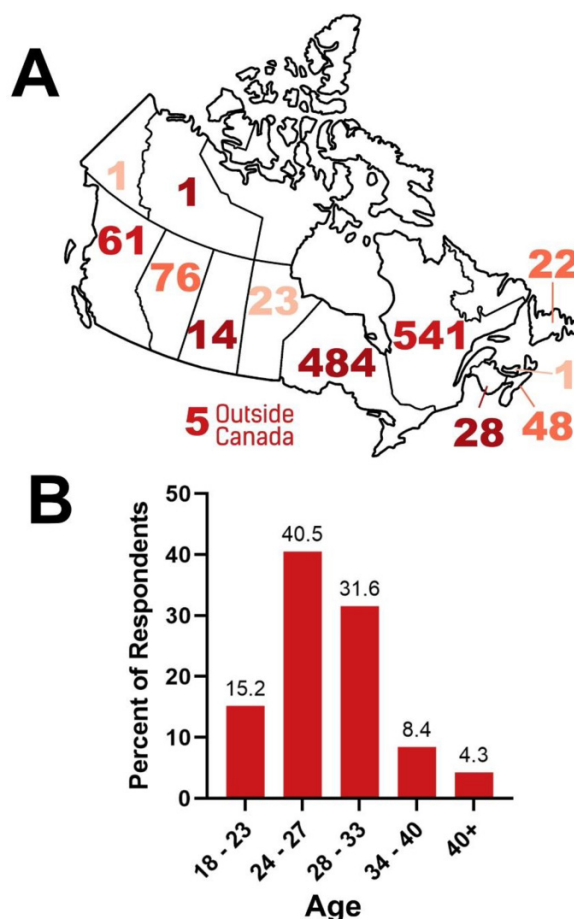 A
1
1
61
76
23
22
14
484
541
1
5 Outside
Canada
28
48
B
Percent of Respondents
50
40
30
20
10
0
15.2
40.5
31.6
8.4
4.3
18 - 23
24 - 27
28 - 33
34 - 40
40+
Age